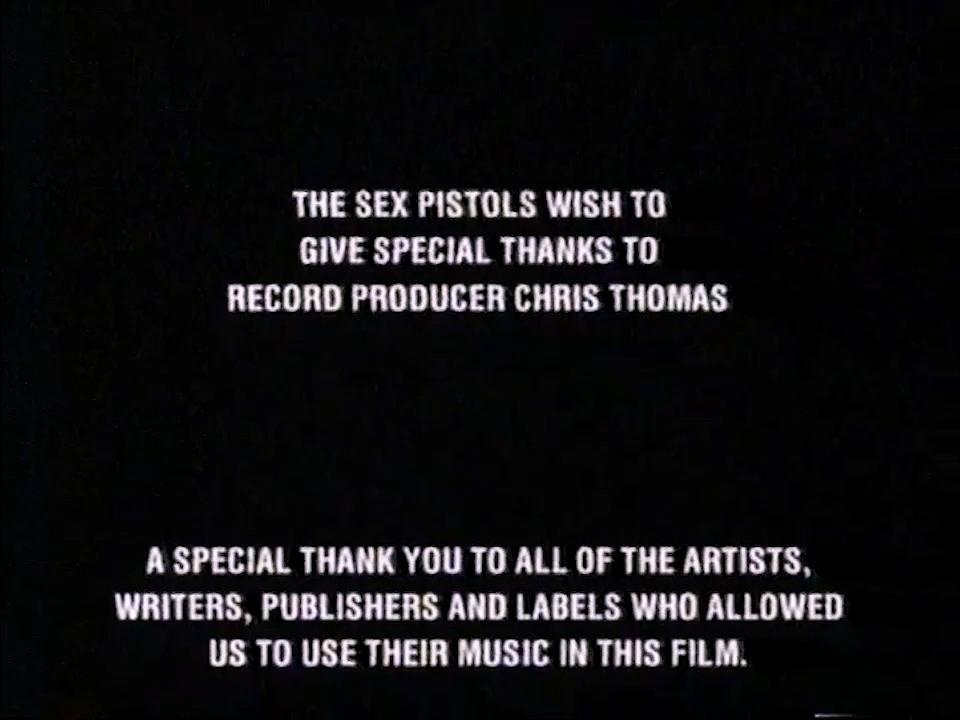 THE SEX PISTOLS WISH TO
GIVE SPECIAL THANKS TO
RECORD PRODUCER CHRIS THOMAS
A SPECIAL THANK YOU TO ALL OF THE ARTISTS,
WRITERS, PUBLISHERS AND LABELS WHO ALLOWED
US TO USE THEIR MUSIC IN THIS FILM.